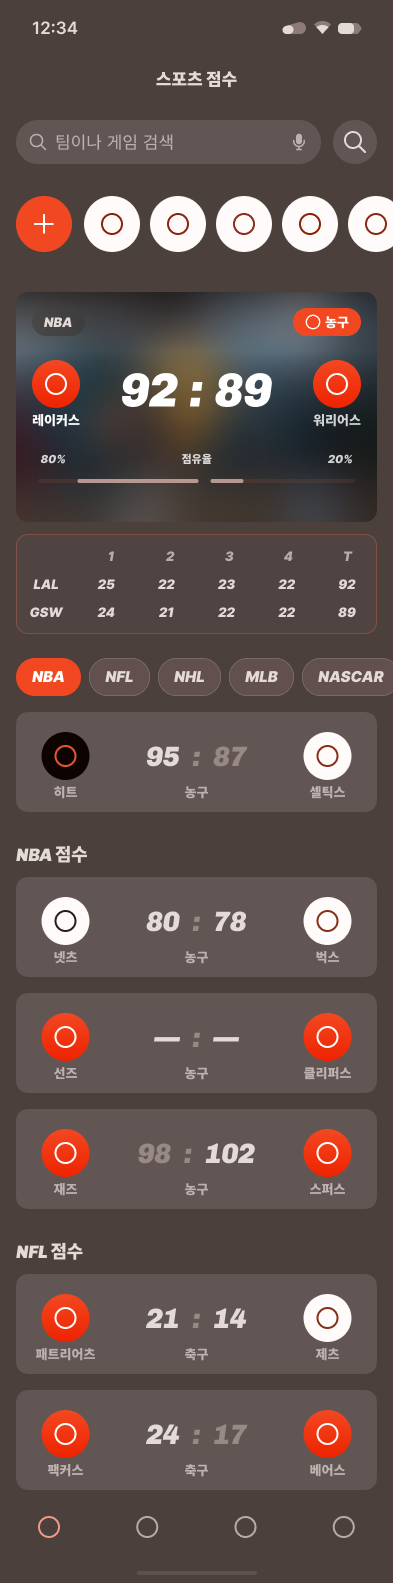 12:34
스포츠 점수
팀이나 게임 검색
NBA 농구
92 : 89
레이커스 워리어스
80% 점유율 20%
1 2 3 4 T
LAL 25 22 23 22 92
GSW 24 21 22 22 89
NBA NFL NHL MLB NASCAR
95 : 87
히트 농구 셀틱스
NBA 점수
80 : 78
넷츠 농구 벅스
— : —
선즈 농구 클리퍼스
98 : 102
재즈 농구 스퍼스
NFL 점수
21 : 14
패트리어츠 축구 제츠
24 : 17
팩커스 축구 베어스